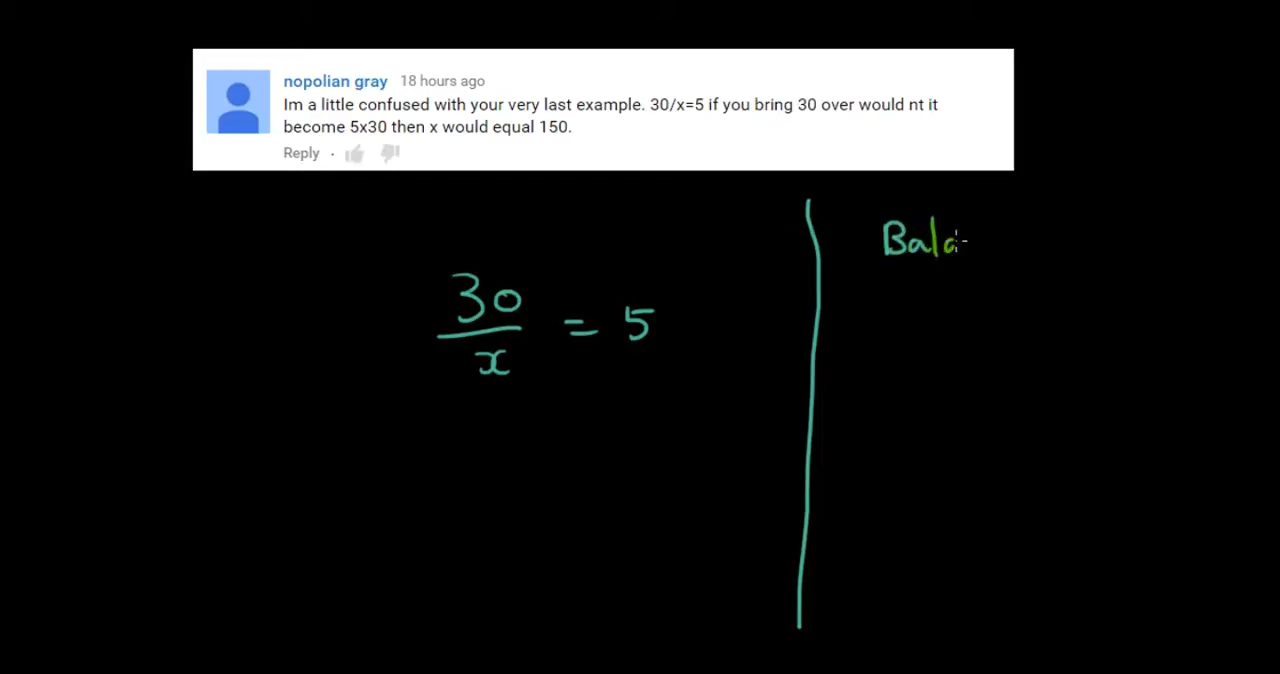 nopolian gray 18 hours ago
Im a little confused with your very last example. 30/x=5 if you bring 30 over would nt it
become 5x30 then x would equal 150.
Reply ·
30
x
= 5
Bala